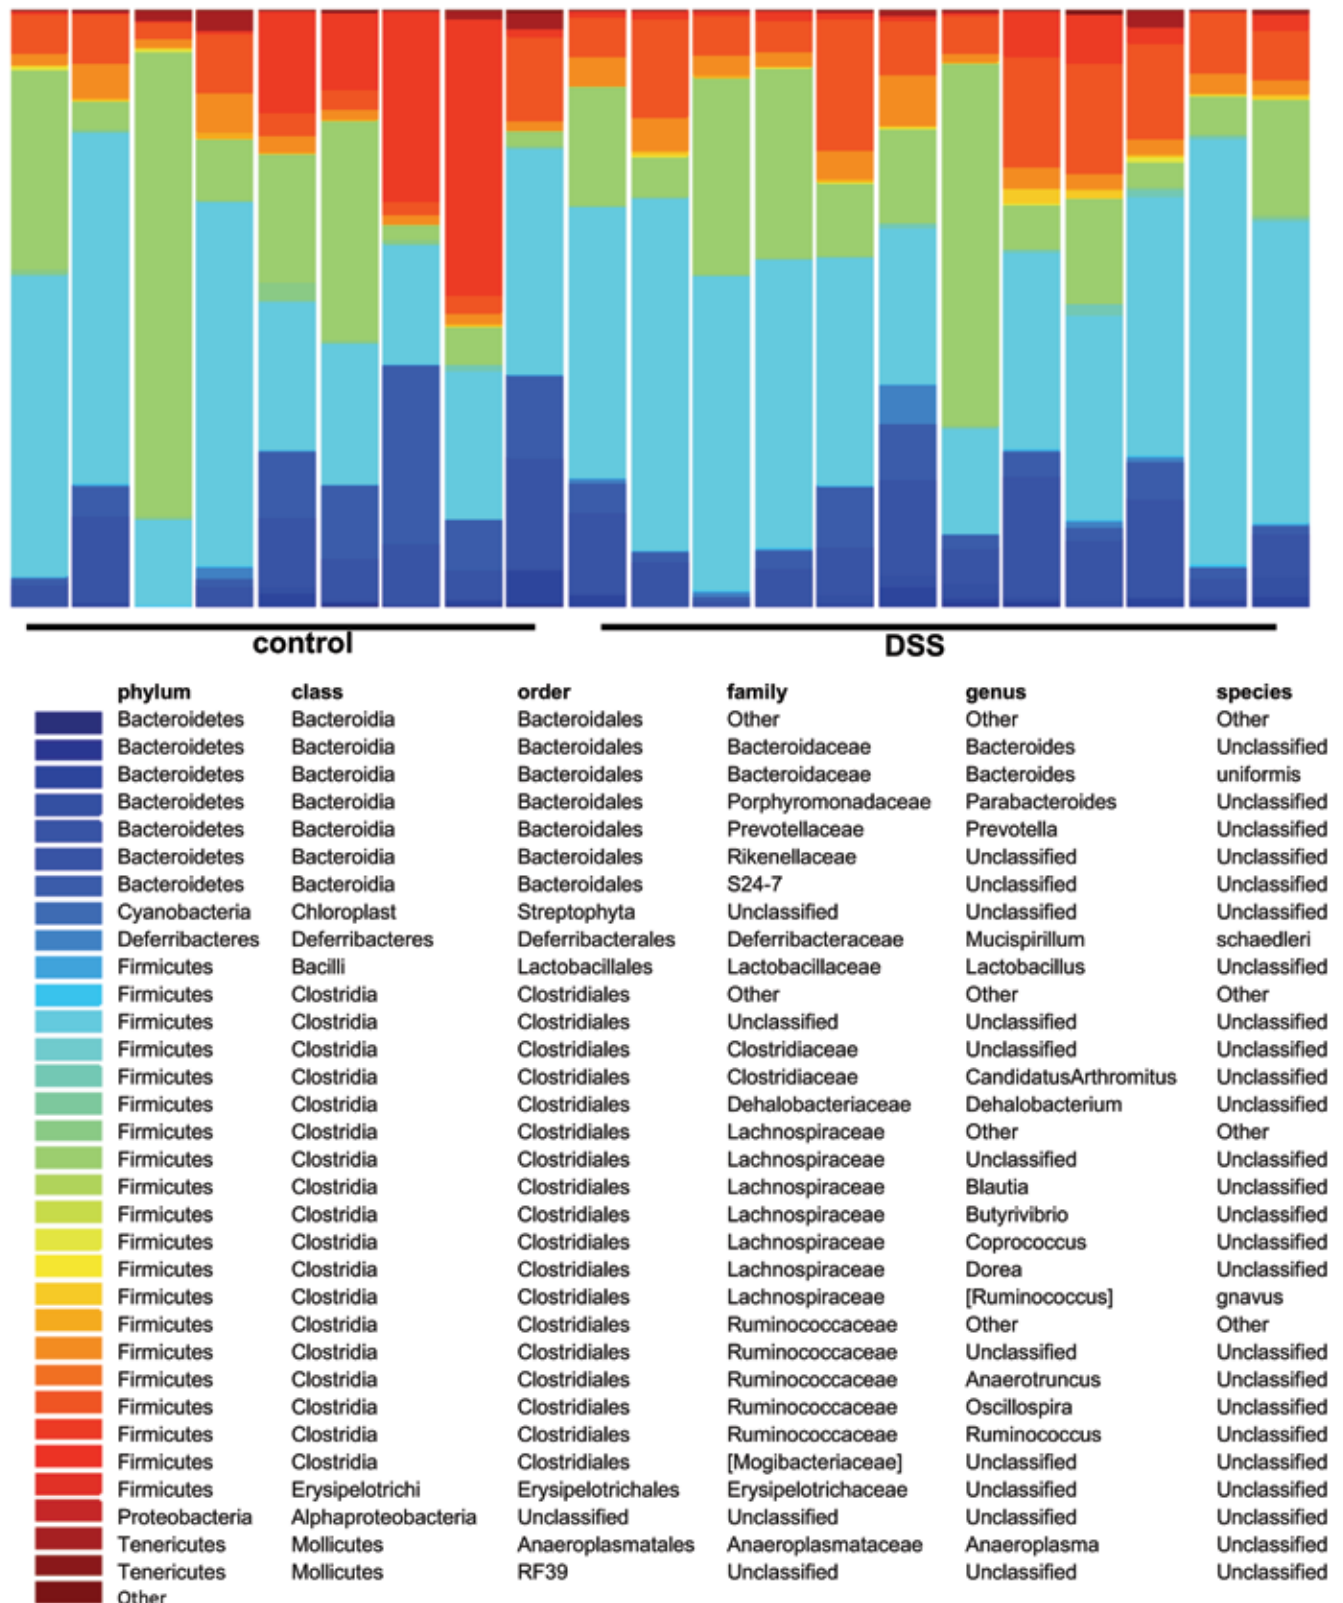 control DSS
phylum class order family genus species
Bacteroidetes Bacteroidia Bacteroidales Other Other Other
Bacteroidetes Bacteroidia Bacteroidales Bacteroidaceae Bacteroides Unclassified
Bacteroidetes Bacteroidia Bacteroidales Bacteroidaceae Bacteroides uniformis
Bacteroidetes Bacteroidia Bacteroidales Porphyromonadaceae Parabacteroides Unclassified
Bacteroidetes Bacteroidia Bacteroidales Prevotellaceae Prevotella Unclassified
Bacteroidetes Bacteroidia Bacteroidales Rikenellaceae Unclassified Unclassified
Bacteroidetes Bacteroidia Bacteroidales S24-7 Unclassified Unclassified
Cyanobacteria Chloroplast Streptophyta Unclassified Unclassified Unclassified
Deferribacteres Deferribacteres Deferribacterales Deferribacteraceae Mucispirillum schaedleri
Firmicutes Bacilli Lactobacillales Lactobacillaceae Lactobacillus Unclassified
Firmicutes Clostridia Clostridiales Other Other Other
Firmicutes Clostridia Clostridiales Unclassified Unclassified Unclassified
Firmicutes Clostridia Clostridiales Clostridiaceae Unclassified Unclassified
Firmicutes Clostridia Clostridiales Clostridiaceae CandidatusArthromitus Unclassified
Firmicutes Clostridia Clostridiales Dehalobacteriaceae Dehalobacterium Unclassified
Firmicutes Clostridia Clostridiales Lachnospiraceae Other Other
Firmicutes Clostridia Clostridiales Lachnospiraceae Unclassified Unclassified
Firmicutes Clostridia Clostridiales Lachnospiraceae Blautia Unclassified
Firmicutes Clostridia Clostridiales Lachnospiraceae Butyrivibrio Unclassified
Firmicutes Clostridia Clostridiales Lachnospiraceae Coprococcus Unclassified
Firmicutes Clostridia Clostridiales Lachnospiraceae Dorea Unclassified
Firmicutes Clostridia Clostridiales Lachnospiraceae [Ruminococcus] gnavus
Firmicutes Clostridia Clostridiales Ruminococcaceae Other Other
Firmicutes Clostridia Clostridiales Ruminococcaceae Unclassified Unclassified
Firmicutes Clostridia Clostridiales Ruminococcaceae Anaerotruncus Unclassified
Firmicutes Clostridia Clostridiales Ruminococcaceae Oscillospira Unclassified
Firmicutes Clostridia Clostridiales Ruminococcaceae Ruminococcus Unclassified
Firmicutes Clostridia Clostridiales [Mogibacteriaceae] Unclassified Unclassified
Firmicutes Erysipelotrichi Erysipelotrichales Erysipelotrichaceae Unclassified Unclassified
Proteobacteria Alphaproteobacteria Unclassified Unclassified Unclassified Unclassified
Tenericutes Mollicutes Anaeroplasmatales Anaeroplasmataceae Anaeroplasma Unclassified
Tenericutes Mollicutes RF39 Unclassified Unclassified Unclassified
Other